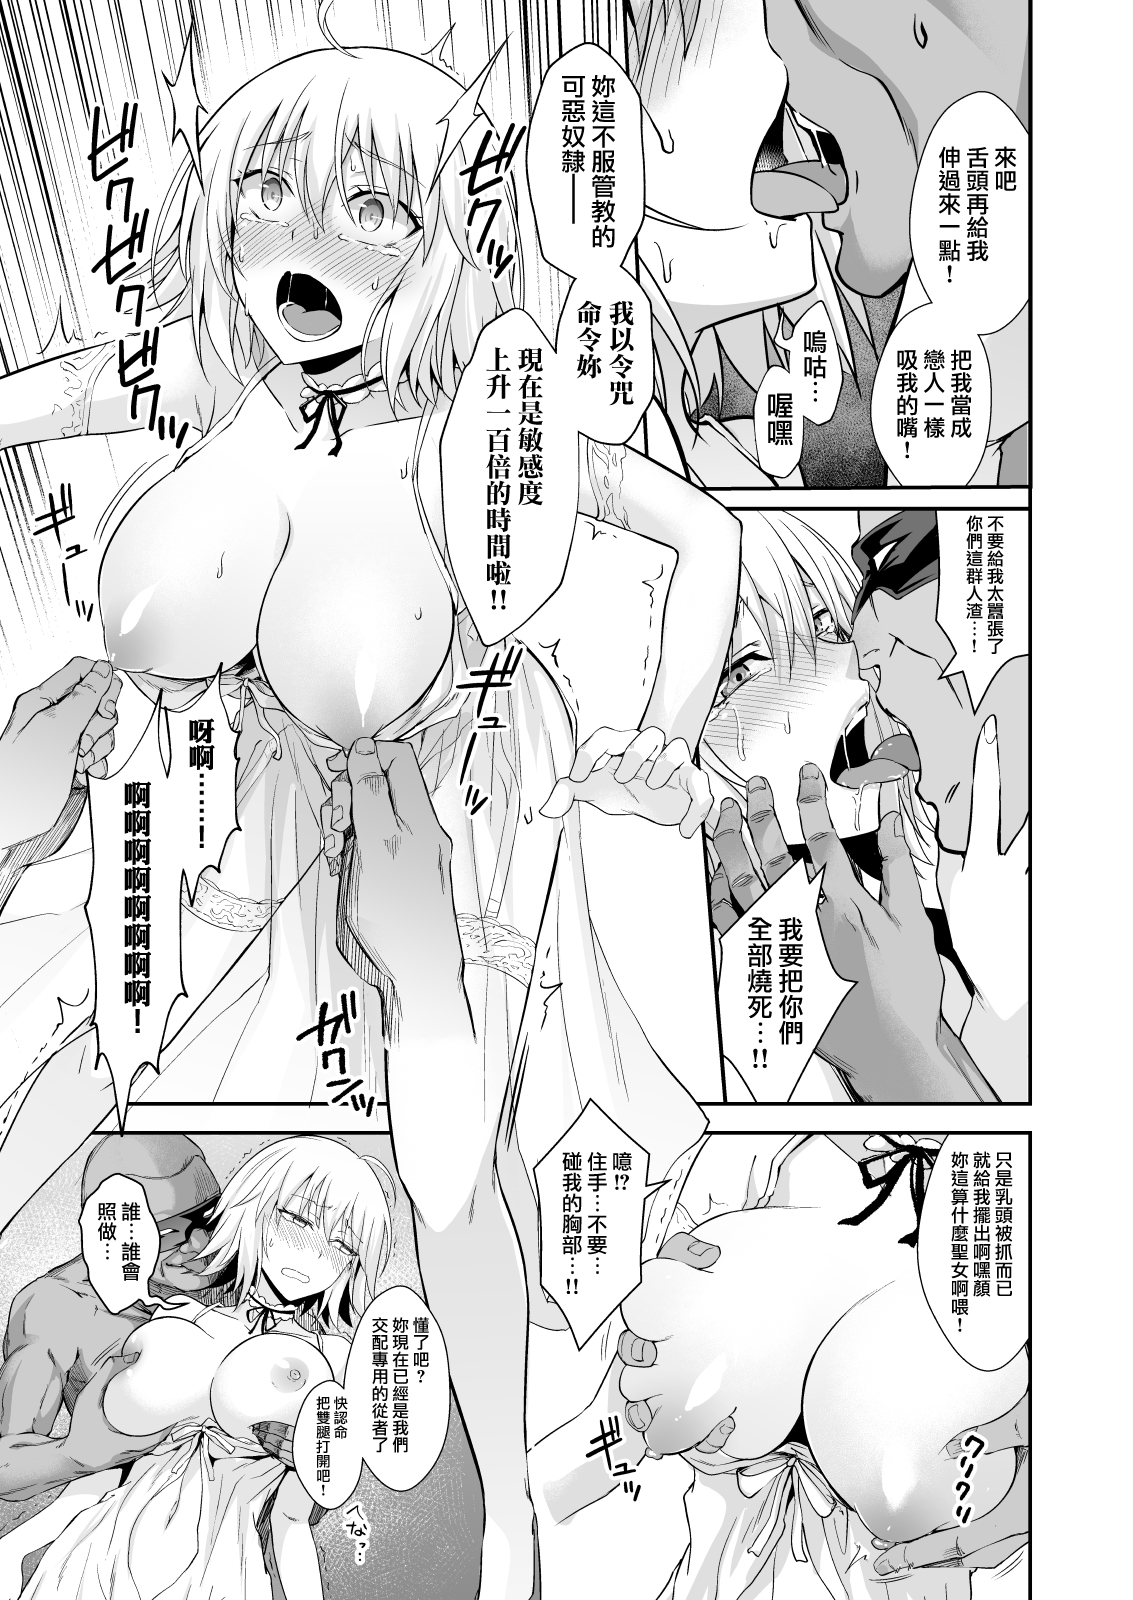 來吧
舌頭再給我
伸過來一點！
把我當成
戀人一樣
吸我的嘴！
嗚咕…
喔嘿
不要給我太囂張了
你們這群人渣…！
我要把你們
全部燒死…!!
妳這不服管教的
可惡奴隸——
我以令咒
命令妳
現在是敏感度
上升一百倍的時間啦!!
ビクッ
ビクッ
ビクッ
ビクッ
ギュー
ギュッ
呀啊……！
啊啊啊啊啊啊啊啊！
ガクンッ
只是乳頭被抓而已
就給我擺出啊嘿顏
妳這算什麼聖女啊喂！
噫!?
住手…不要…
碰我的胸部…!!
クリクリ
ギュッ
懂了吧？
妳現在已經是我們
交配專用的從者了
快認命
把雙腿打開吧！
誰…誰會
照做…
へなっ…